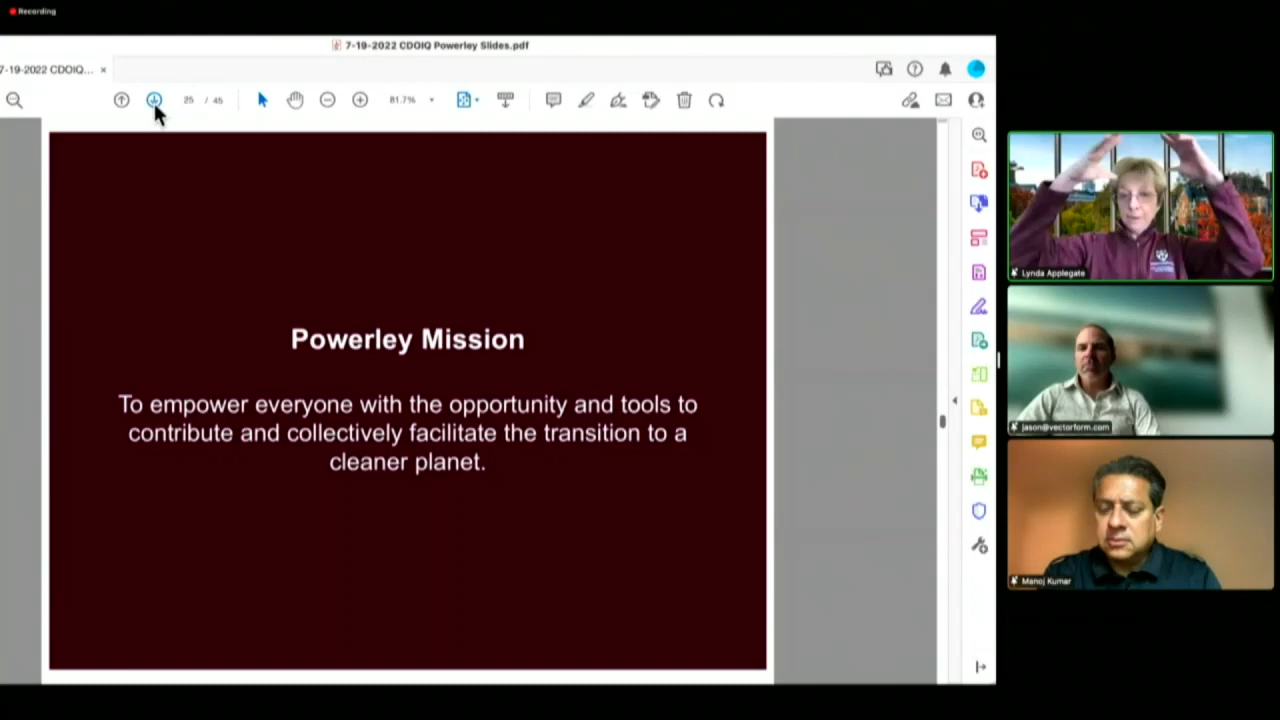 Recording
7-19-2022 CDOIQ Powerley Slides.pdf
7-19-2022 CDOIQ... ×
25 / 45
81.7%
Powerley Mission
To empower everyone with the opportunity and tools to
contribute and collectively facilitate the transition to a
cleaner planet.
Lynda Applegate
jason@vectorform.com
Manoj Kumar